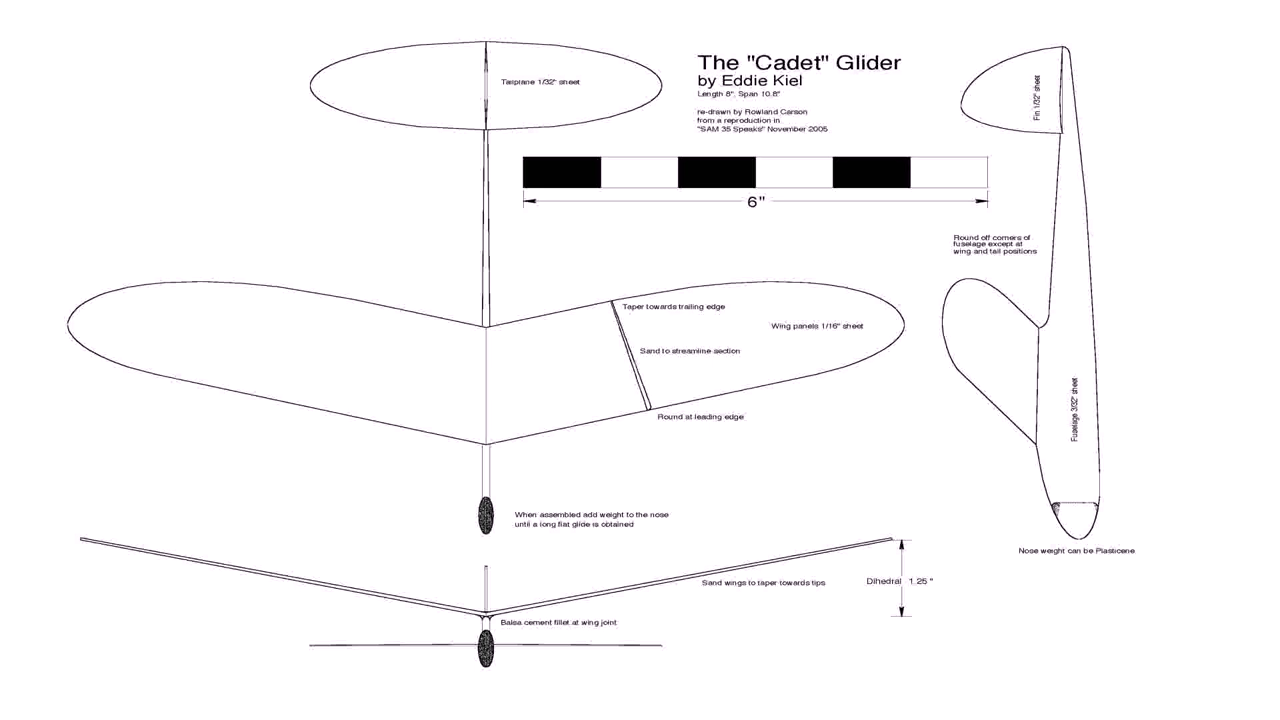 The "Cadet" Glider
by Eddie Kiel
Length 8", Span 10.8"
re-drawn by Rowland Carson
from a reproduction in
"SAM 35 Speaks" November 2005
Tailplane 1/32" sheet
Fin 1/32" sheet
6"
Round off corners of
fuselage except at
wing and tail positions
Taper towards trailing edge
Wing panels 1/16" sheet
Sand to streamline section
Round at leading edge
Fuselage 3/32" sheet
When assembled add weight to the nose
until a long flat glide is obtained
Nose weight can be Plasticene
Sand wings to taper towards tips
Dihedral 1.25 "
Balsa cement fillet at wing joint